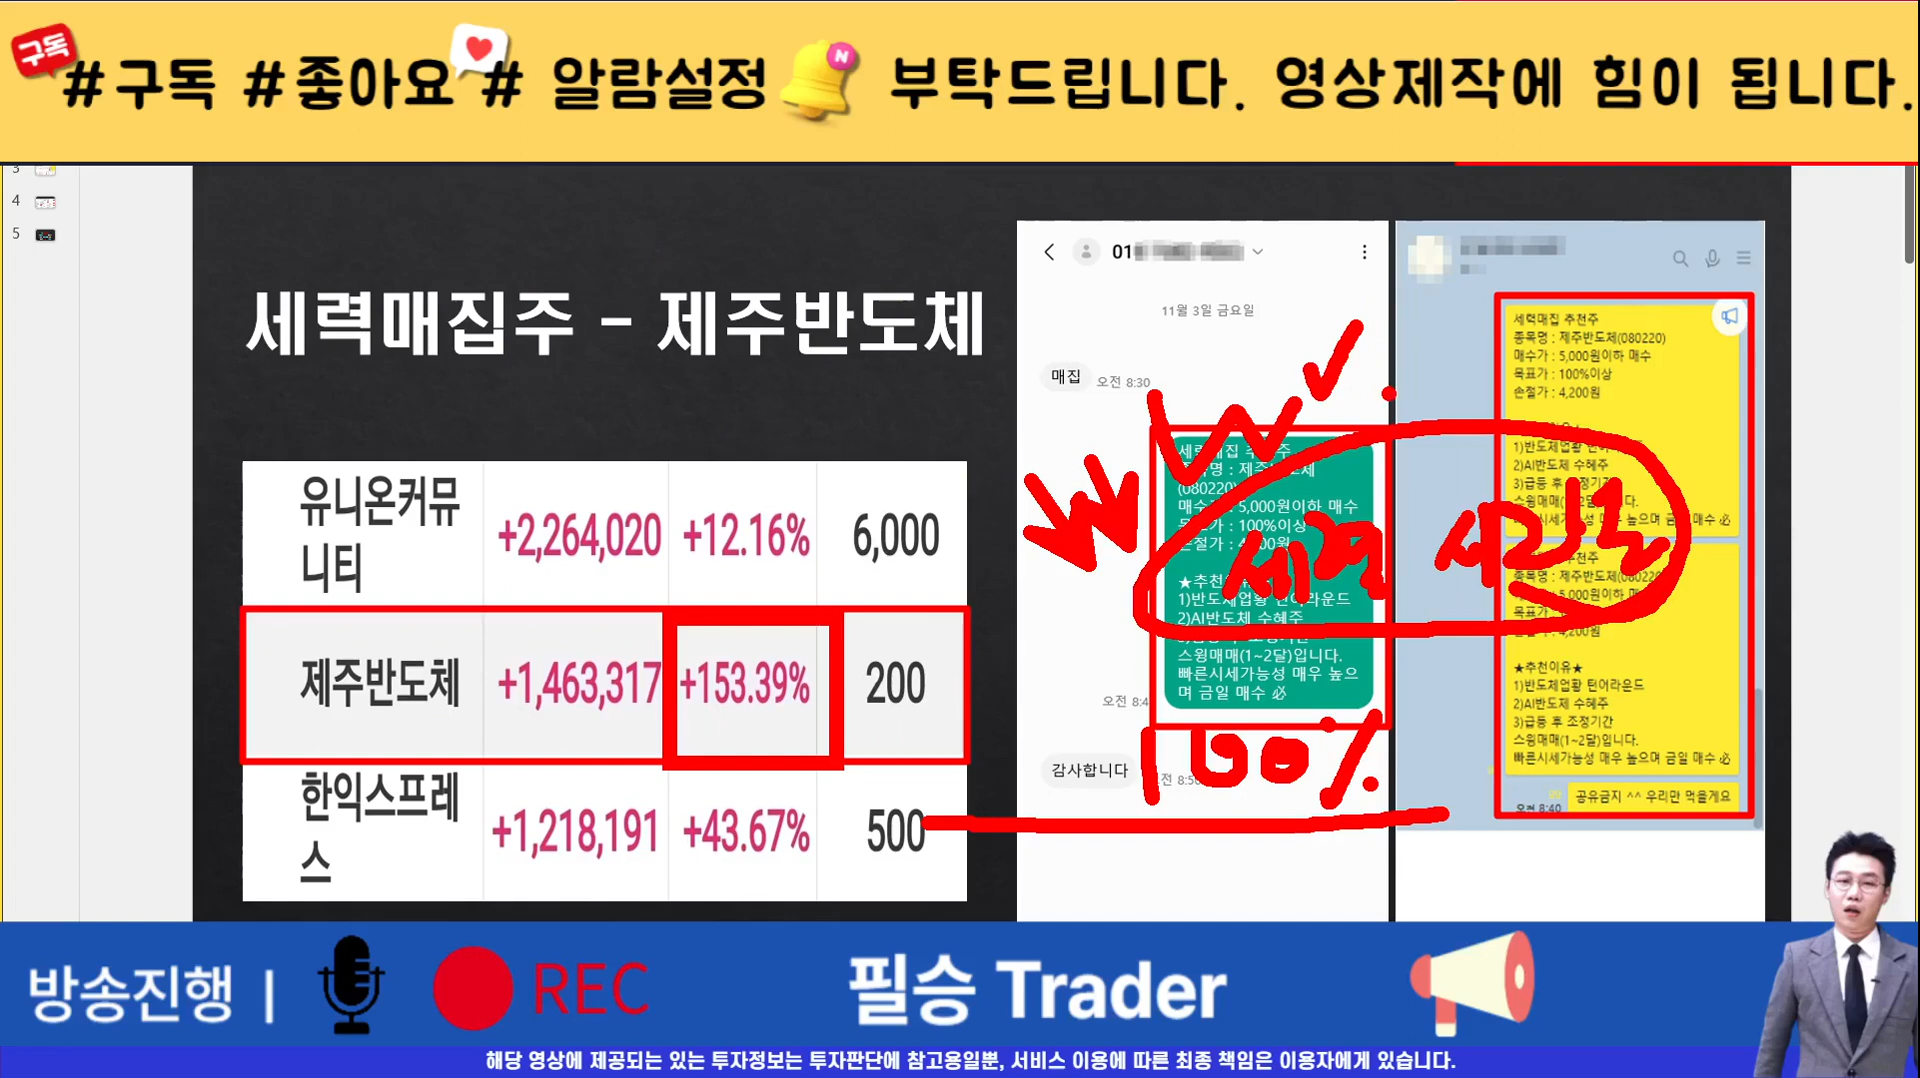 구독
#구독 #좋아요 # 알람설정 N 부탁드립니다. 영상제작에 힘이 됩니다.
3
4
5
세력매집주 - 제주반도체
유니온커뮤니티 +2,264,020 +12.16% 6,000
제주반도체 +1,463,317 +153.39% 200
한익스프레스 +1,218,191 +43.67% 500
01
11월 3일 금요일
매집
오전 8:30
(080220)
5,000원이하 매수
100%이상
2)AI반도체 수혜주
스윙매매(1~2달)입니다.
빠른시세가능성 매우 높으
며 금일 매수 必
오전 8:4
감사합니다
100%
세력
세력매집 추천주
종목명 : 제주반도체(080220)
매수가 : 5,000원이하 매수
목표가 : 100%이상
손절가 : 4,200원
2)AI반도체 수혜주
★추천이유★
1)반도체업황 턴어라운드
2)AI반도체 수혜주
3)급등 후 조정기간
스윙매매(1~2달)입니다.
빠른시세가능성 매우 높으며 금일 매수 必
공유금지 ^^ 우리만 먹을게요
오전 8:40
방송진행 | REC 필승 Trader
해당 영상에 제공되는 있는 투자정보는 투자판단에 참고용일뿐, 서비스 이용에 따른 최종 책임은 이용자에게 있습니다.